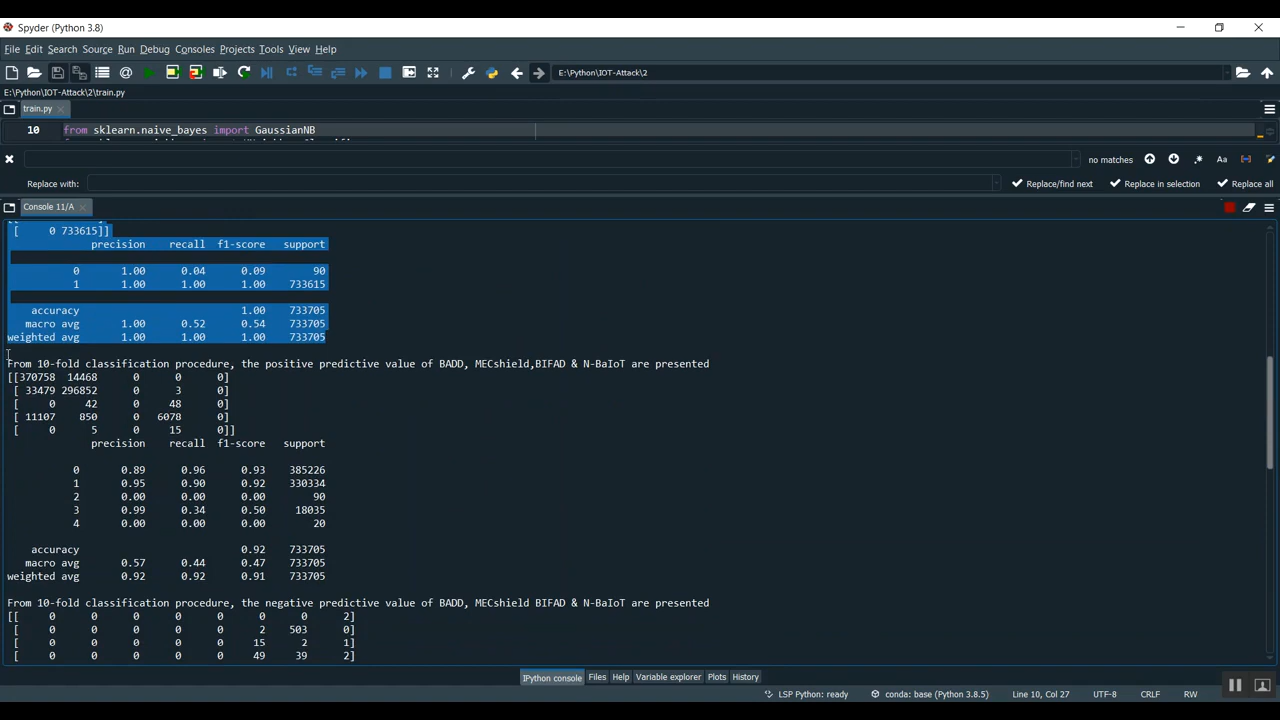 Spyder (Python 3.8)
File Edit Search Source Run Debug Consoles Projects Tools View Help
E:\Python\IOT-Attack\2
E:\Python\IOT-Attack\2\train.py
train.py
10 from sklearn.naive_bayes import GaussianNB
no matches
Aa
Replace with:
Replace/find next
Replace in selection
Replace all
Console 11/A
[ 0 733615]]
precision recall f1-score support
0 1.00 0.04 0.09 90
1 1.00 1.00 1.00 733615
accuracy 1.00 733705
macro avg 1.00 0.52 0.54 733705
weighted avg 1.00 1.00 1.00 733705
From 10-fold classification procedure, the positive predictive value of BADD, MECshield,BIFAD & N-BaIoT are presented
[[370758 14468 0 0 0]
[ 33479 296852 0 3 0]
[ 0 42 0 48 0]
[ 11107 850 0 6078 0]
[ 0 5 0 15 0]]
precision recall f1-score support
0 0.89 0.96 0.93 385226
1 0.95 0.90 0.92 330334
2 0.00 0.00 0.00 90
3 0.99 0.34 0.50 18035
4 0.00 0.00 0.00 20
accuracy 0.92 733705
macro avg 0.57 0.44 0.47 733705
weighted avg 0.92 0.92 0.91 733705
From 10-fold classification procedure, the negative predictive value of BADD, MECshield BIFAD & N-BaIoT are presented
[[ 0 0 0 0 0 0 2]
[ 0 0 0 0 2 503 0]
[ 0 0 0 0 15 2 1]
[ 0 0 0 0 49 39 2]
IPython console Files Help Variable explorer Plots History
LSP Python: ready conda: base (Python 3.8.5) Line 10, Col 27 UTF-8 CRLF RW